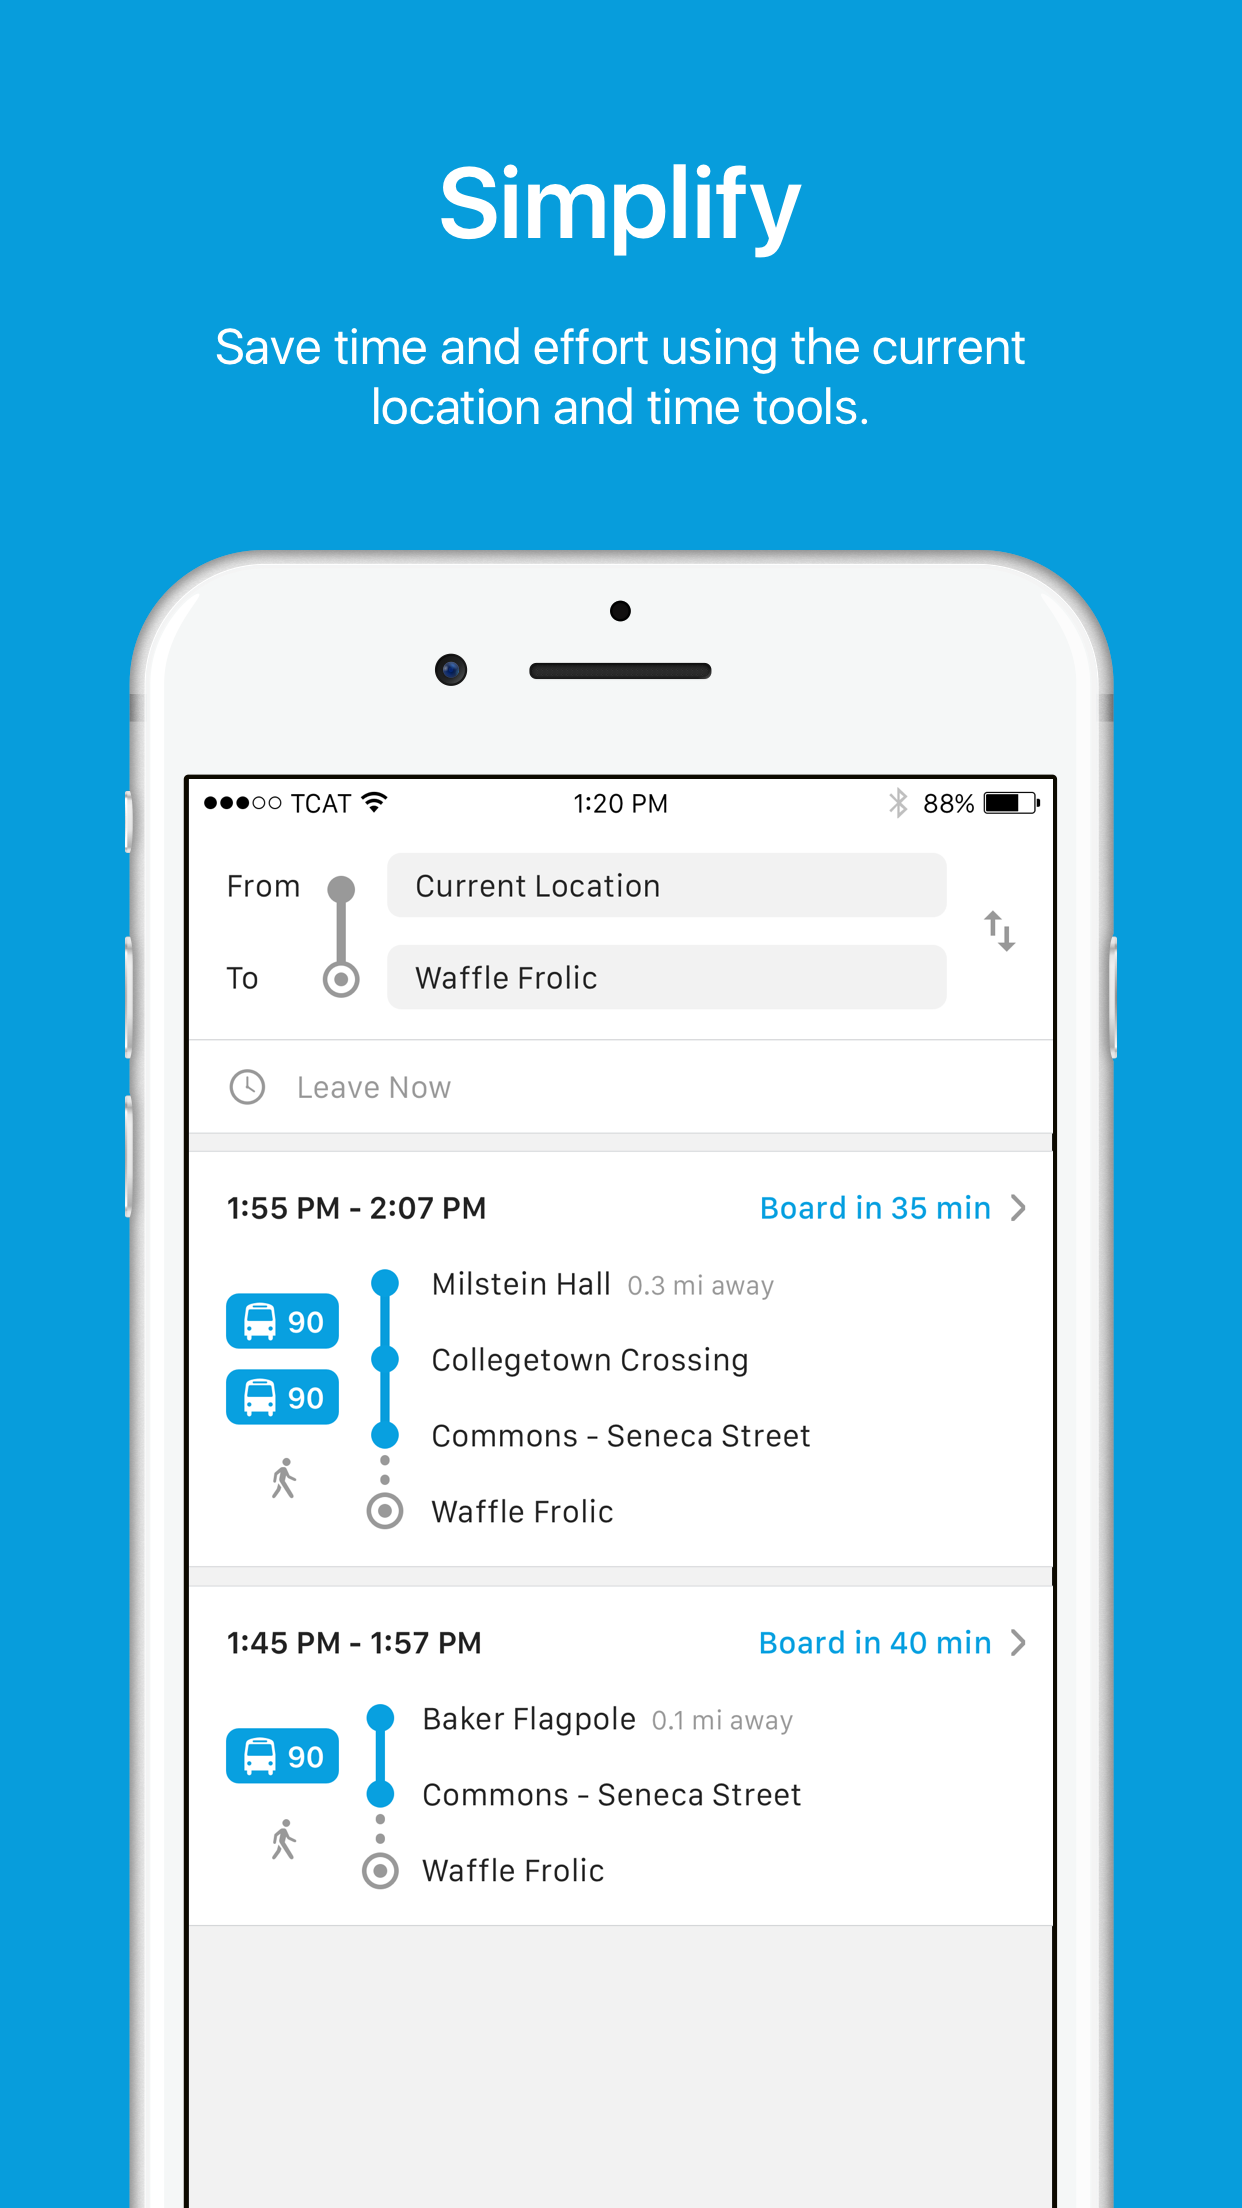 Simplify
Save time and effort using the current
location and time tools.
TCAT 1:20 PM 88%
From Current Location
To Waffle Frolic
Leave Now
1:55 PM - 2:07 PM Board in 35 min
Milstein Hall 0.3 mi away
90
Collegetown Crossing
90
Commons - Seneca Street
Waffle Frolic
1:45 PM - 1:57 PM Board in 40 min
Baker Flagpole 0.1 mi away
90
Commons - Seneca Street
Waffle Frolic